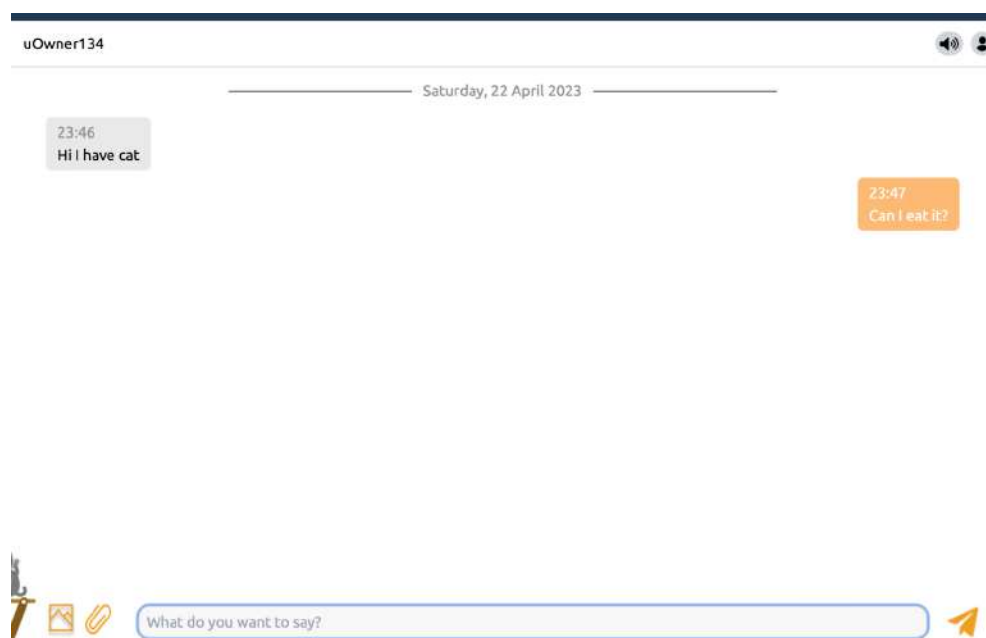 uOwner134
Saturday, 22 April 2023
23:46
Hi I have cat
23:47
Can I eat it?
What do you want to say?